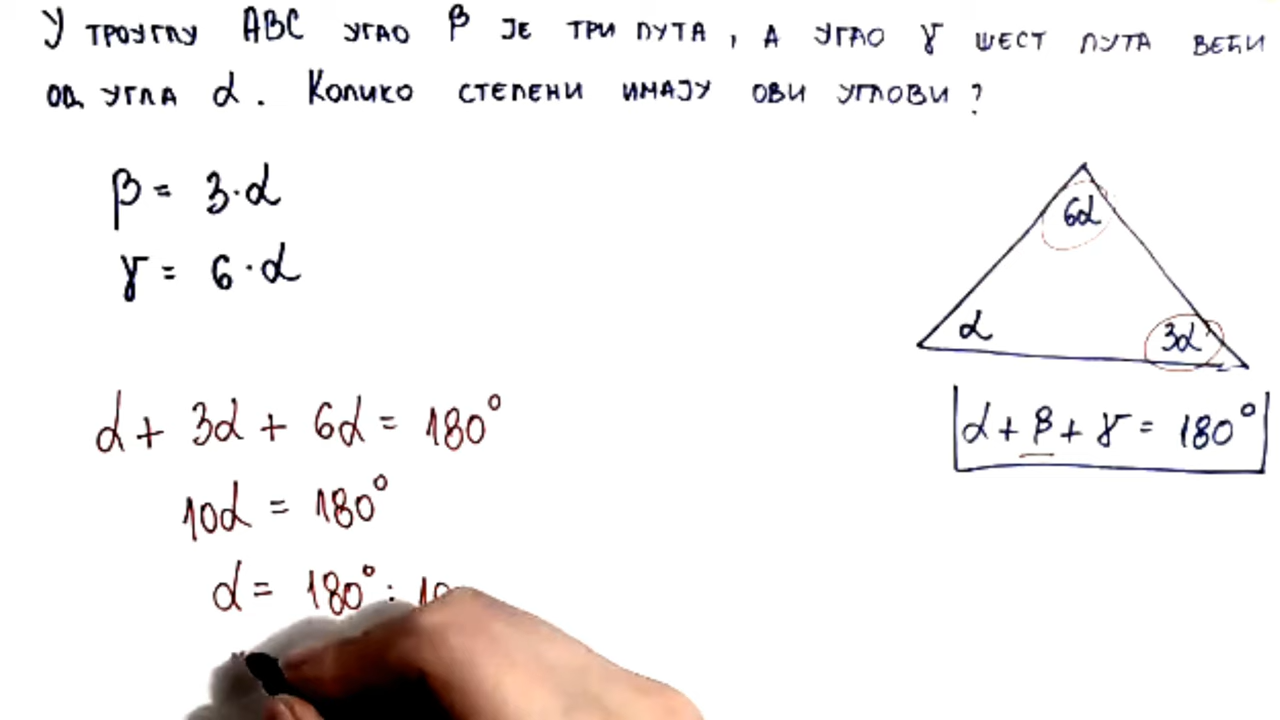 У ТРОУГЛУ ABC УГАО β ЈЕ ТРИ ПУТА, А УГАО γ ШЕСТ ПУТА ВЕЋИ
ОД УГЛА α. КОЛИКО СТЕПЕНИ ИМАЈУ ОВИ УГЛОВИ?
β = 3·α
γ = 6·α
6α
α
3α
α + β + γ = 180°
α + 3α + 6α = 180°
10α = 180°
α = 180° : 10